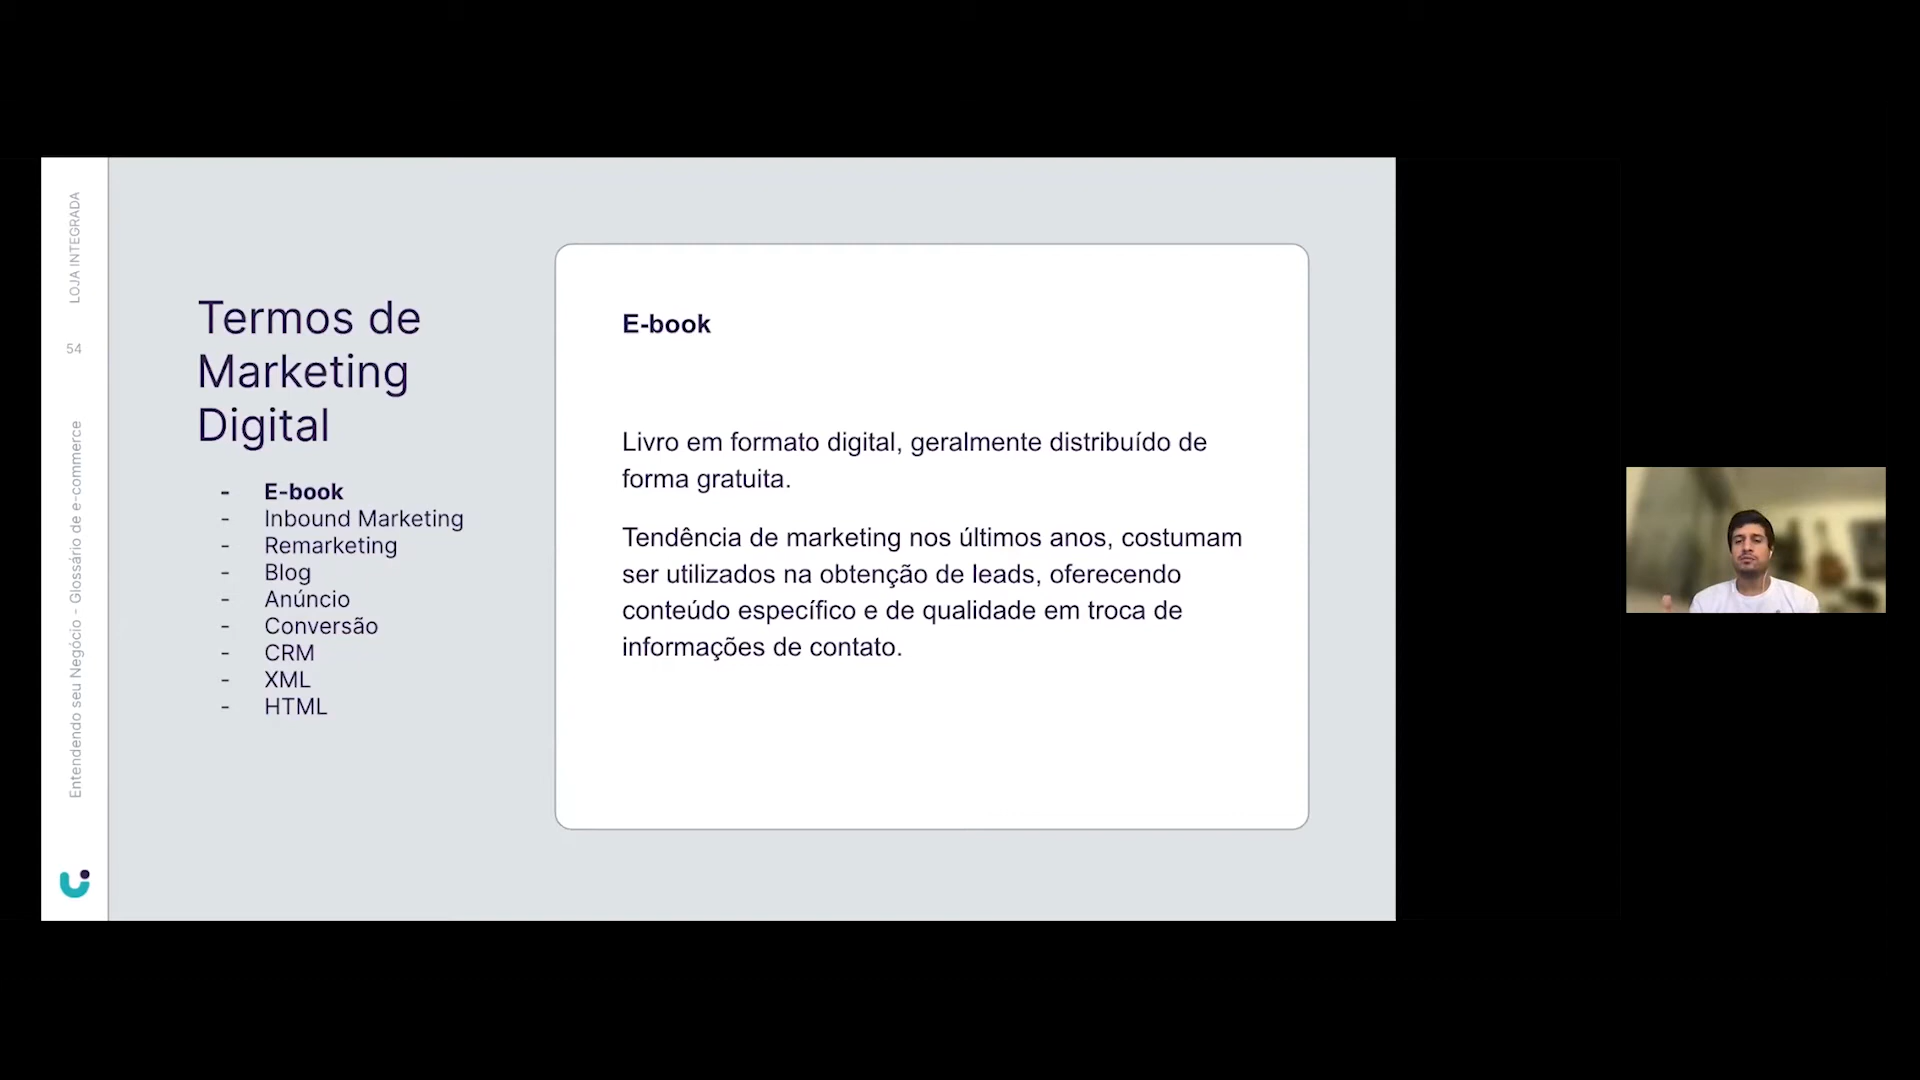 LOJA INTEGRADA
54
Entendendo seu Negócio - Glossário de e-commerce
Termos de
Marketing
Digital
- E-book
- Inbound Marketing
- Remarketing
- Blog
- Anúncio
- Conversão
- CRM
- XML
- HTML
E-book
Livro em formato digital, geralmente distribuído de
forma gratuita.
Tendência de marketing nos últimos anos, costumam
ser utilizados na obtenção de leads, oferecendo
conteúdo específico e de qualidade em troca de
informações de contato.